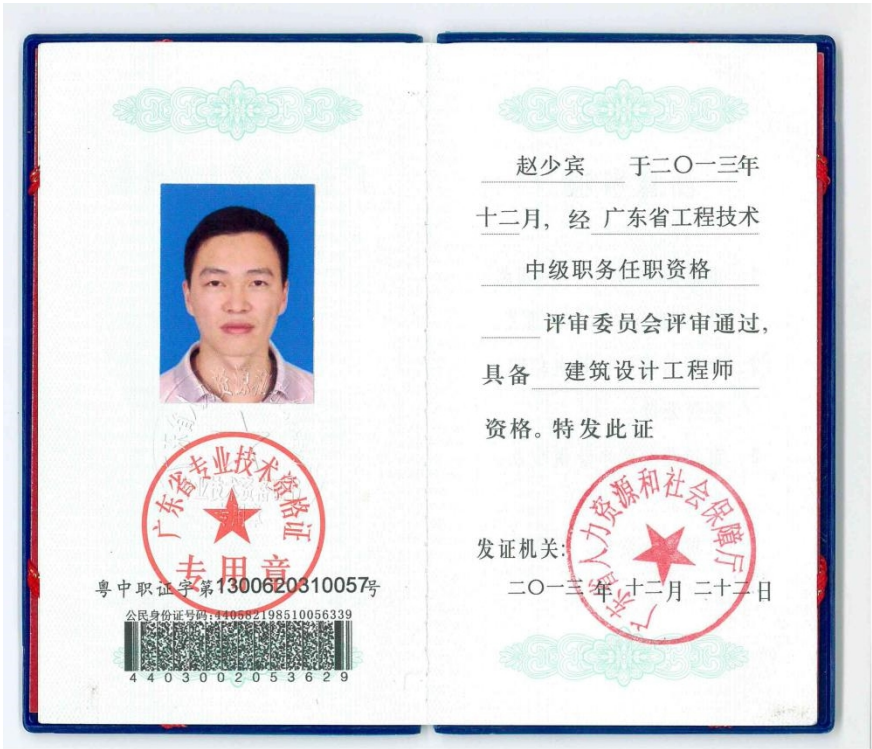 广东省专业技术资格证
专用章
粤中职证字第1300620310057号
公民身份证号码:440582198510056339
4403002053629
赵少宾 于二〇一三年
十二月, 经 广东省工程技术
中级职务任职资格
评审委员会评审通过,
具备 建筑设计工程师
资格。特发此证
广东省人力资源和社会保障厅
发证机关:
二〇一三年 十二月 二十二日